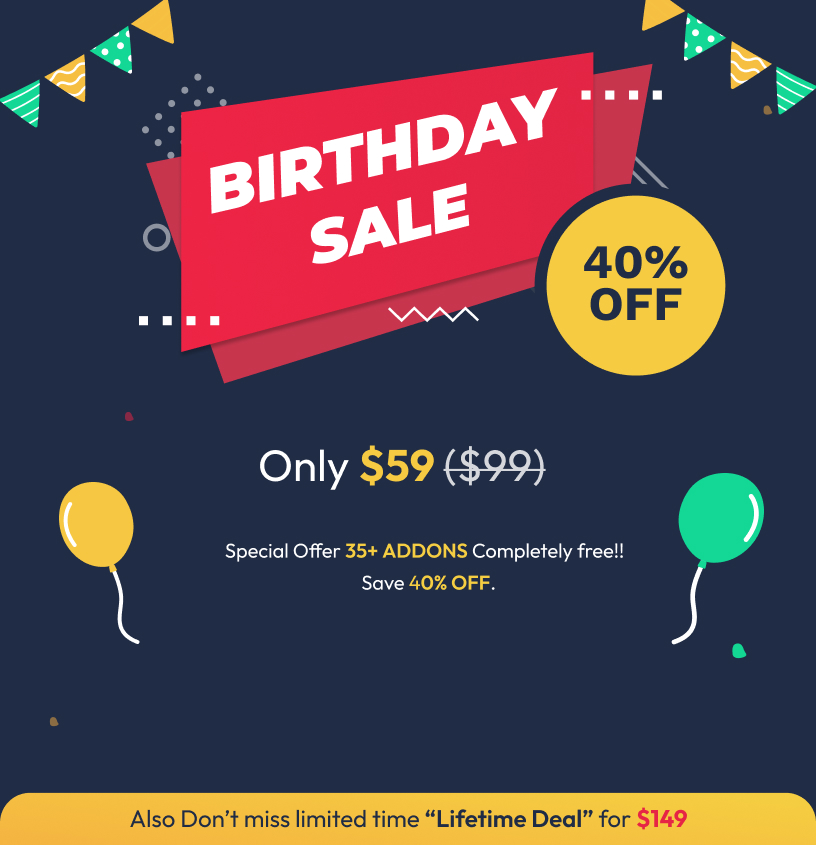 BIRTHDAY
SALE
40%
OFF
Only $59 ($99)
Special Offer 35+ ADDONS Completely free!!
Save 40% OFF.
Also Don’t miss limited time “Lifetime Deal” for $149